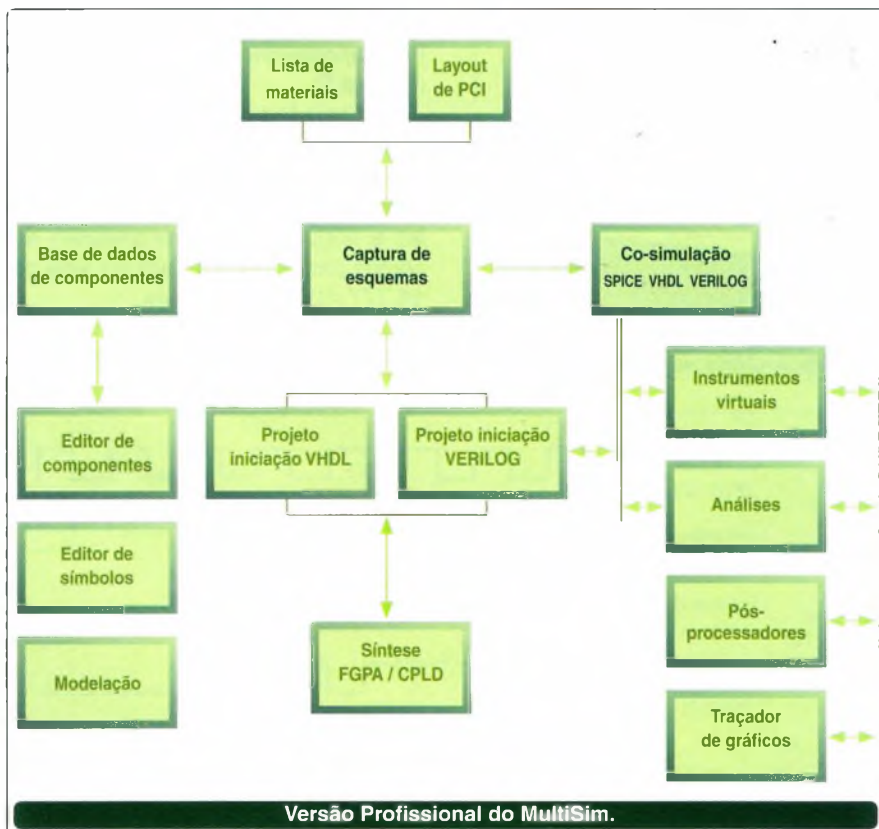 Lista de
materiais
Layout
de PCI
Base de dados
de componentes
Captura de
esquemas
Co-simulação
SPICE VHDL VERILOG
Instrumentos
virtuais
Editor de
componentes
Projeto
iniciação VHDL
Projeto iniciação
VERILOG
Análises
Editor de
símbolos
Pós-
processadores
Síntese
FGPA / CPLD
Modelação
Traçador
de gráficos
Versão Profissional do MultiSim.